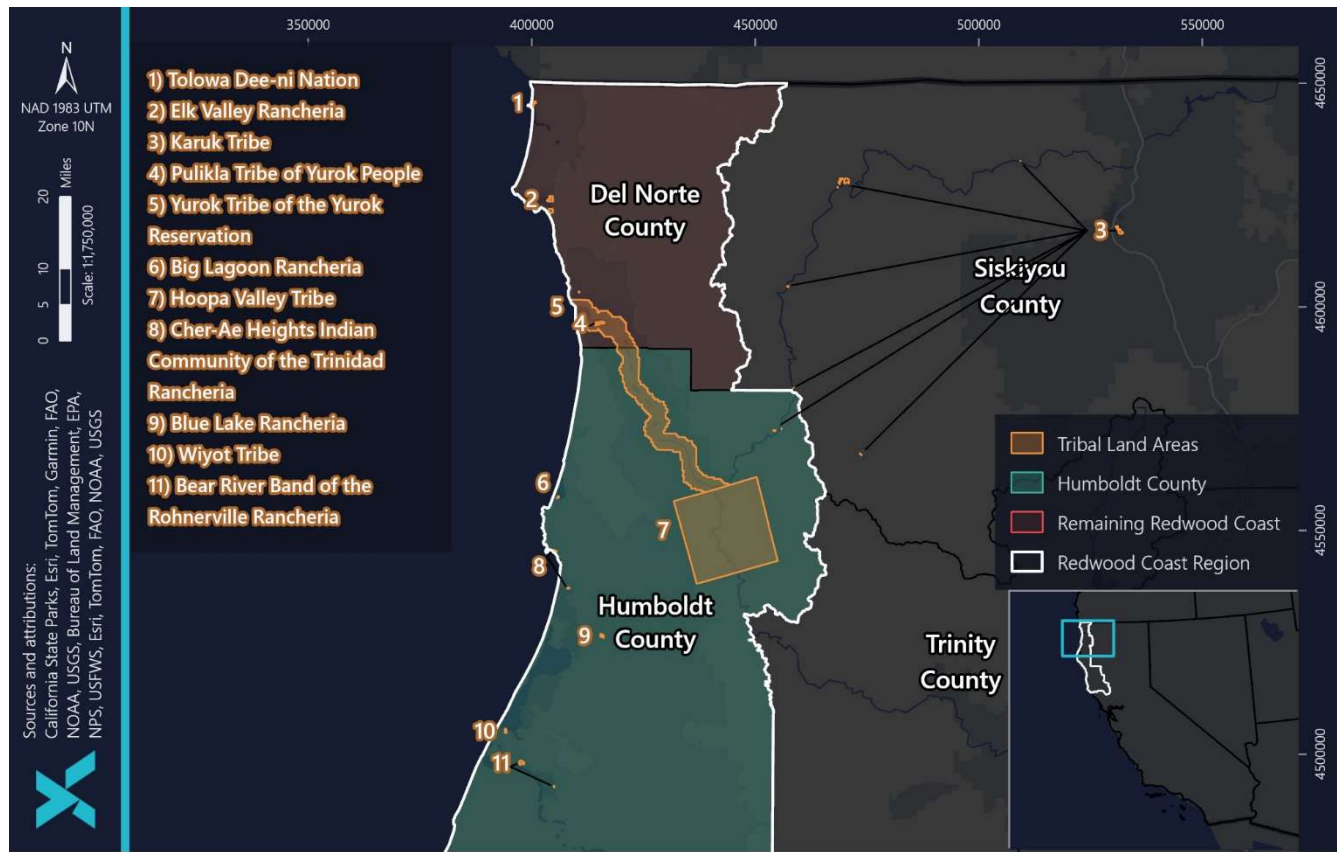 350000
400000
450000
500000
550000
N
NAD 1983 UTM
Zone 10N
Miles
20
10
5
0
Scale: 1:1,750,000
Sources and attributions:
California State Parks, Esri, TomTom, Garmin, FAO,
NOAA, USGS, Bureau of Land Management, EPA,
NPS, USFWS, Esri, TomTom, FAO, NOAA, USGS
1) Tolowa Dee-ni Nation
2) Elk Valley Rancheria
3) Karuk Tribe
4) Pulikla Tribe of Yurok People
5) Yurok Tribe of the Yurok
Reservation
6) Big Lagoon Rancheria
7) Hoopa Valley Tribe
8) Cher-Ae Heights Indian
Community of the Trinidad
Rancheria
9) Blue Lake Rancheria
10) Wiyot Tribe
11) Bear River Band of the
Rohnerville Rancheria
1
2
Del Norte
County
3
Siskiyou
County
5
4
6
7
8
Humboldt
County
9
Trinity
County
10
11
4650000
4600000
4550000
4500000
Tribal Land Areas
Humboldt County
Remaining Redwood Coast
Redwood Coast Region